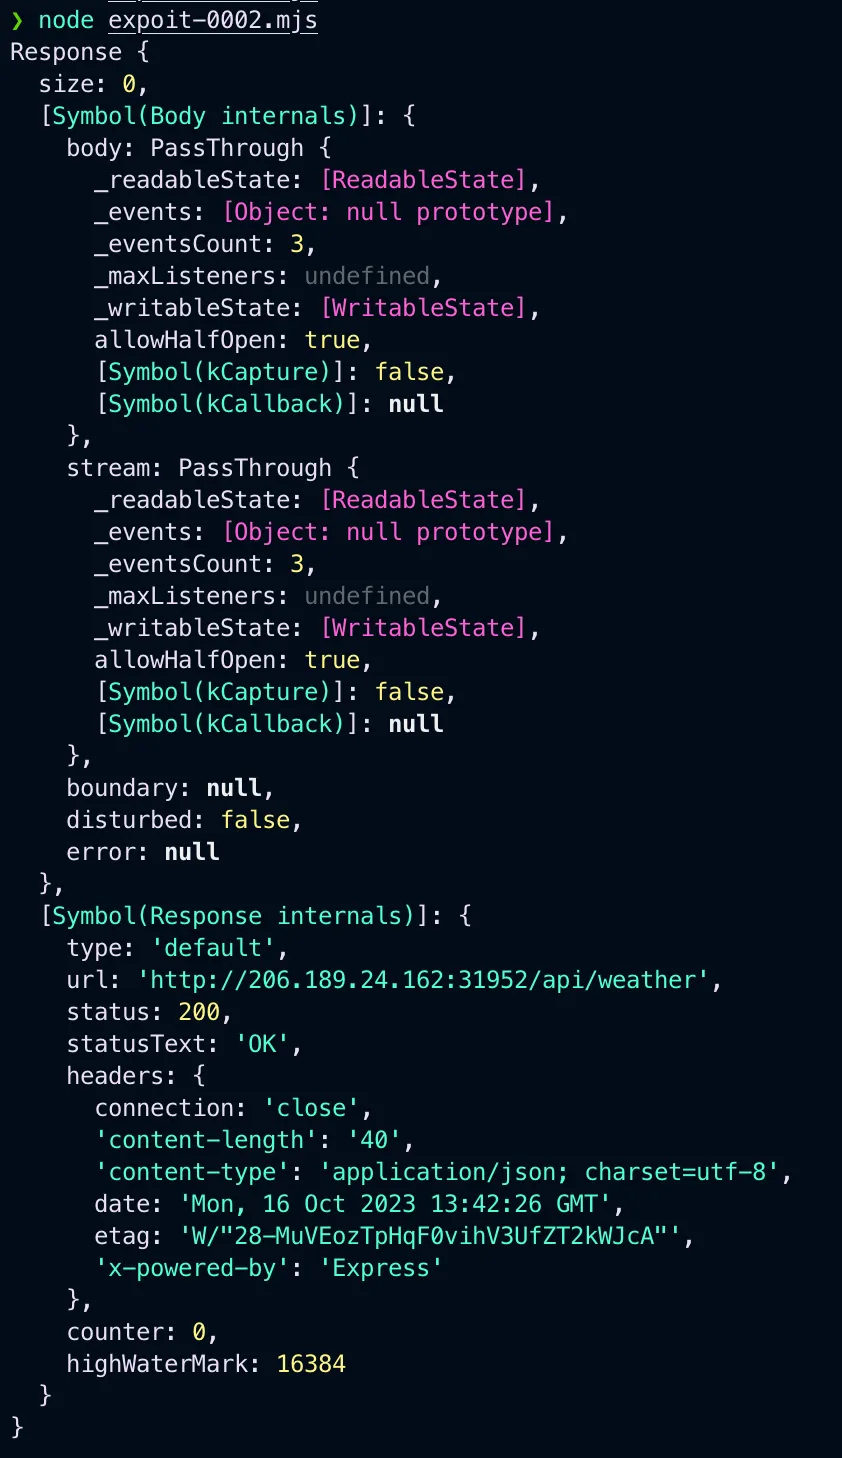 ❯ node expoit-0002.mjs
Response {
  size: 0,
  [Symbol(Body internals)]: {
    body: PassThrough {
      _readableState: [ReadableState],
      _events: [Object: null prototype],
      _eventsCount: 3,
      _maxListeners: undefined,
      _writableState: [WritableState],
      allowHalfOpen: true,
      [Symbol(kCapture)]: false,
      [Symbol(kCallback)]: null
    },
    stream: PassThrough {
      _readableState: [ReadableState],
      _events: [Object: null prototype],
      _eventsCount: 3,
      _maxListeners: undefined,
      _writableState: [WritableState],
      allowHalfOpen: true,
      [Symbol(kCapture)]: false,
      [Symbol(kCallback)]: null
    },
    boundary: null,
    disturbed: false,
    error: null
  },
  [Symbol(Response internals)]: {
    type: 'default',
    url: 'http://206.189.24.162:31952/api/weather',
    status: 200,
    statusText: 'OK',
    headers: {
      connection: 'close',
      'content-length': '40',
      'content-type': 'application/json; charset=utf-8',
      date: 'Mon, 16 Oct 2023 13:42:26 GMT',
      etag: 'W/"28-MuVEozTpHqF0vihV3UfZT2kWJcA"',
      'x-powered-by': 'Express'
    },
    counter: 0,
    highWaterMark: 16384
  }
}